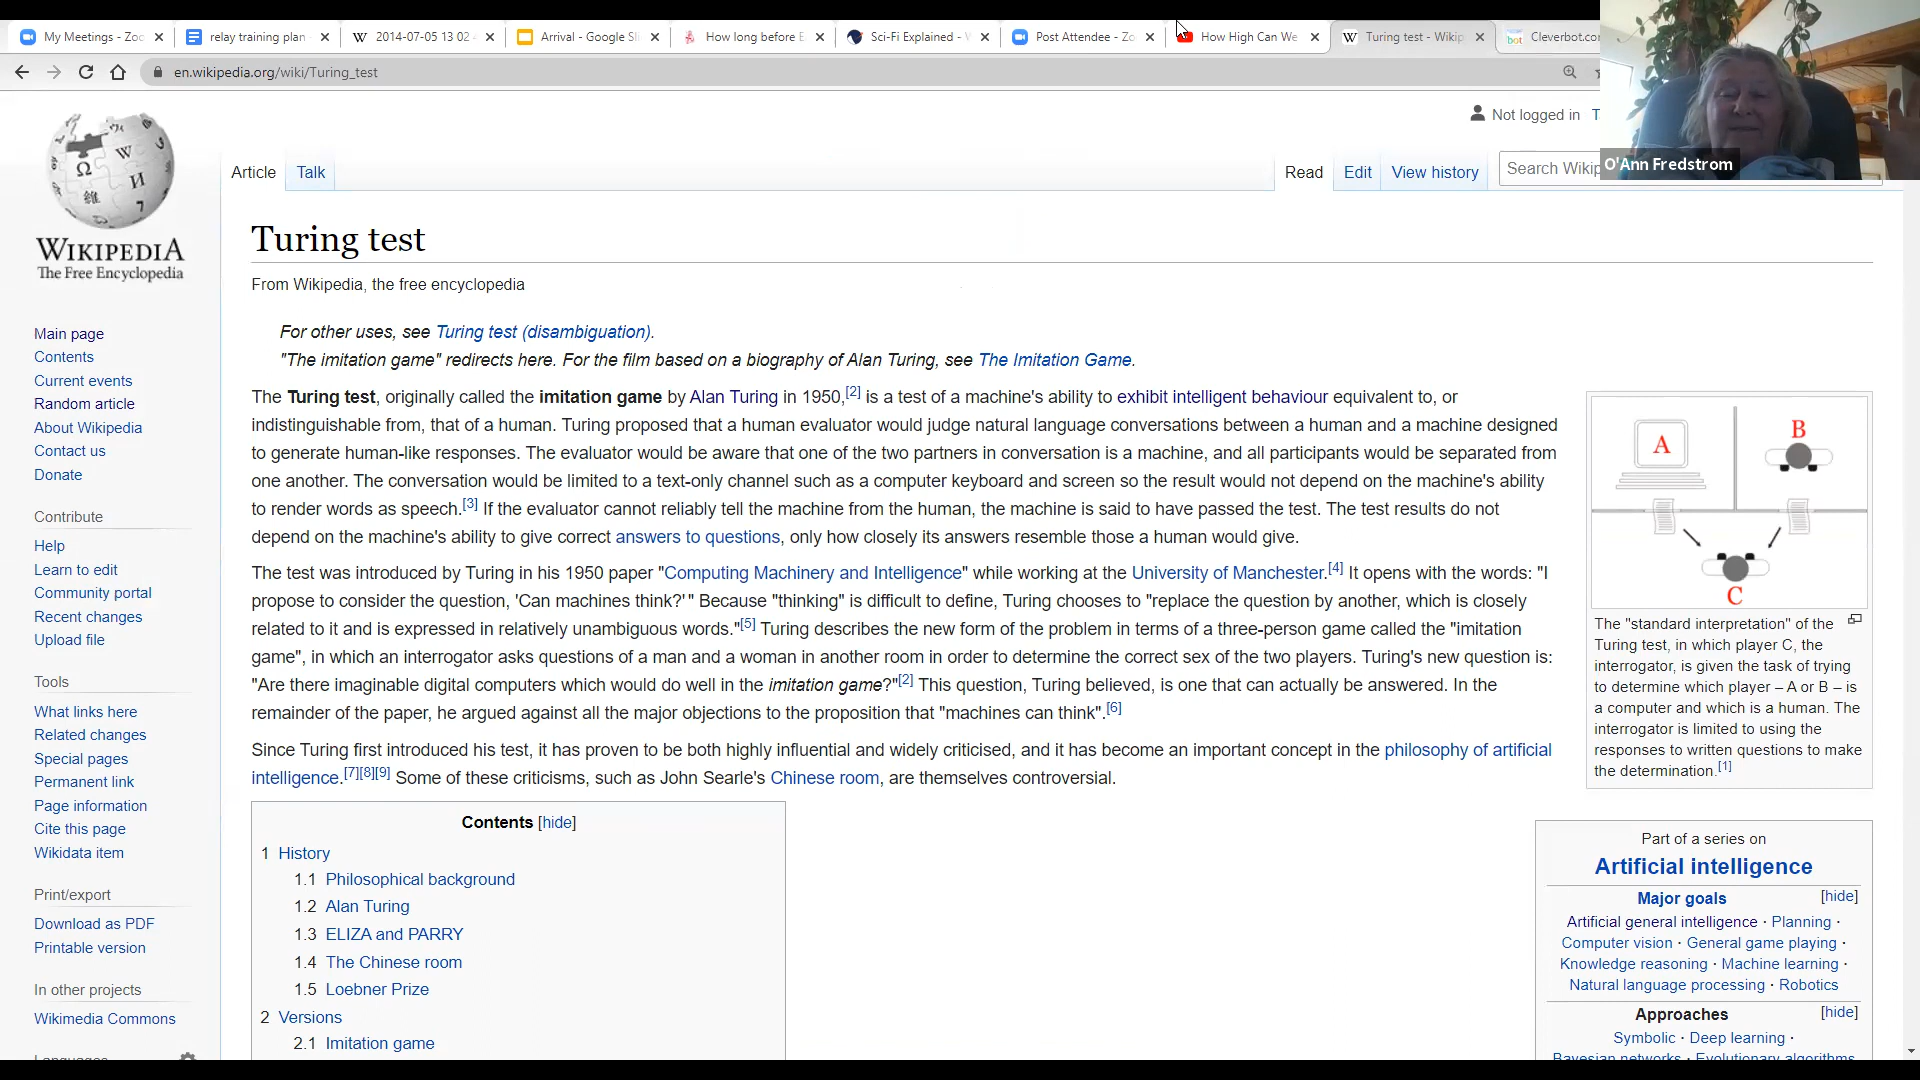 My Meetings - Zoo
relay training plan
2014-07-05 13 02
Arrival - Google Sli
How long before E
Sci-Fi Explained -
Post Attendee - Zo
How High Can We
Turing test - Wikip
Cleverbot.co
en.wikipedia.org/wiki/Turing_test
Not logged in
O'Ann Fredstrom
Article
Talk
Read
Edit
View history
Search Wikip
WIKIPEDIA
The Free Encyclopedia
Main page
Contents
Current events
Random article
About Wikipedia
Contact us
Donate
Contribute
Help
Learn to edit
Community portal
Recent changes
Upload file
Tools
What links here
Related changes
Special pages
Permanent link
Page information
Cite this page
Wikidata item
Print/export
Download as PDF
Printable version
In other projects
Wikimedia Commons
Languages
Turing test
From Wikipedia, the free encyclopedia
For other uses, see Turing test (disambiguation).
"The imitation game" redirects here. For the film based on a biography of Alan Turing, see The Imitation Game.
The Turing test, originally called the imitation game by Alan Turing in 1950,[2] is a test of a machine's ability to exhibit intelligent behaviour equivalent to, or
indistinguishable from, that of a human. Turing proposed that a human evaluator would judge natural language conversations between a human and a machine designed
to generate human-like responses. The evaluator would be aware that one of the two partners in conversation is a machine, and all participants would be separated from
one another. The conversation would be limited to a text-only channel such as a computer keyboard and screen so the result would not depend on the machine's ability
to render words as speech.[3] If the evaluator cannot reliably tell the machine from the human, the machine is said to have passed the test. The test results do not
depend on the machine's ability to give correct answers to questions, only how closely its answers resemble those a human would give.
The test was introduced by Turing in his 1950 paper "Computing Machinery and Intelligence" while working at the University of Manchester.[4] It opens with the words: "I
propose to consider the question, 'Can machines think?'" Because "thinking" is difficult to define, Turing chooses to "replace the question by another, which is closely
related to it and is expressed in relatively unambiguous words."[5] Turing describes the new form of the problem in terms of a three-person game called the "imitation
game", in which an interrogator asks questions of a man and a woman in another room in order to determine the correct sex of the two players. Turing's new question is:
"Are there imaginable digital computers which would do well in the imitation game?"[2] This question, Turing believed, is one that can actually be answered. In the
remainder of the paper, he argued against all the major objections to the proposition that "machines can think".[6]
Since Turing first introduced his test, it has proven to be both highly influential and widely criticised, and it has become an important concept in the philosophy of artificial
intelligence.[7][8][9] Some of these criticisms, such as John Searle's Chinese room, are themselves controversial.
Contents [hide]
1 History
1.1 Philosophical background
1.2 Alan Turing
1.3 ELIZA and PARRY
1.4 The Chinese room
1.5 Loebner Prize
2 Versions
2.1 Imitation game
A
B
C
The "standard interpretation" of the
Turing test, in which player C, the
interrogator, is given the task of trying
to determine which player – A or B – is
a computer and which is a human. The
interrogator is limited to using the
responses to written questions to make
the determination.[1]
Part of a series on
Artificial intelligence
Major goals [hide]
Artificial general intelligence · Planning ·
Computer vision · General game playing ·
Knowledge reasoning · Machine learning ·
Natural language processing · Robotics
Approaches [hide]
Symbolic · Deep learning ·
Bayesian networks · Evolutionary algorithms